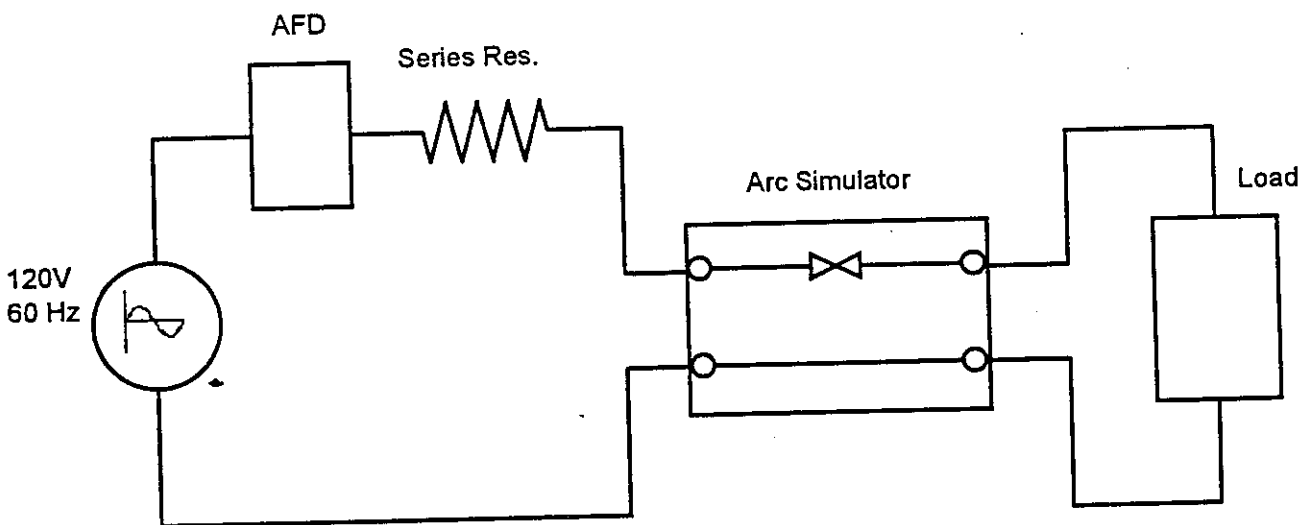 AFD
Series Res.
Arc Simulator
Load
120V
60 Hz